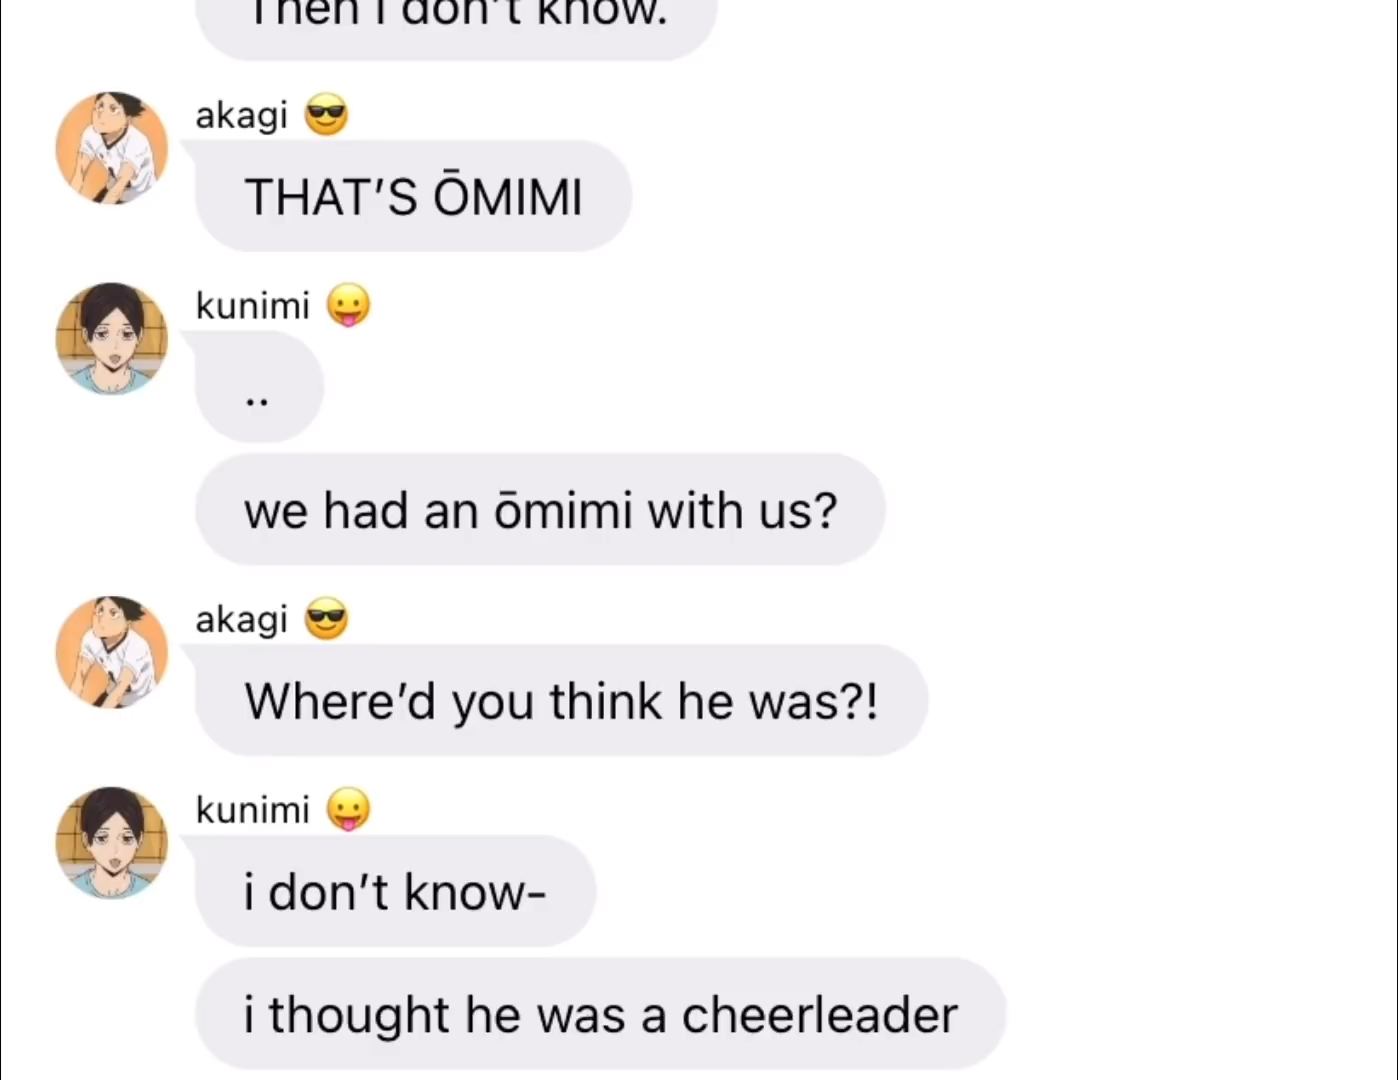 Then I don't know.
akagi 😎
THAT'S ŌMIMI
kunimi 😛
..
we had an ōmimi with us?
akagi 😎
Where'd you think he was?!
kunimi 😛
i don't know-
i thought he was a cheerleader